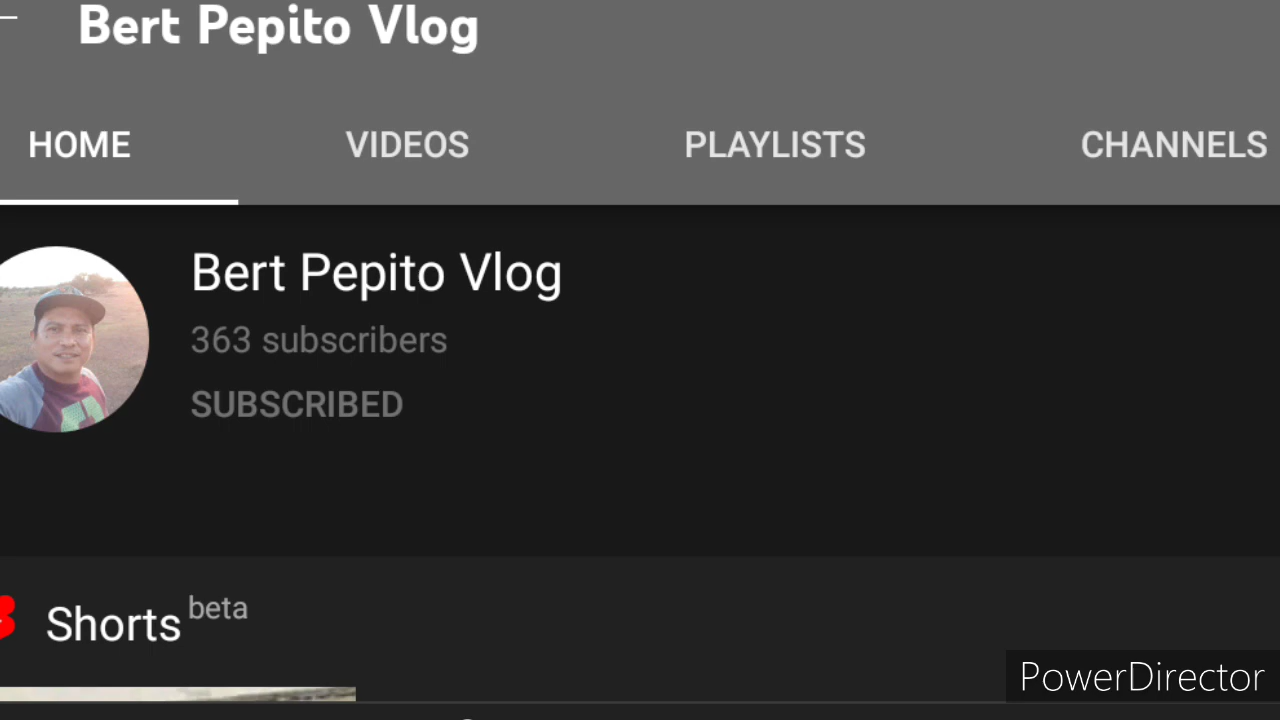 Bert Pepito Vlog
HOME VIDEOS PLAYLISTS CHANNELS
Bert Pepito Vlog
363 subscribers
SUBSCRIBED
Shorts beta
PowerDirector